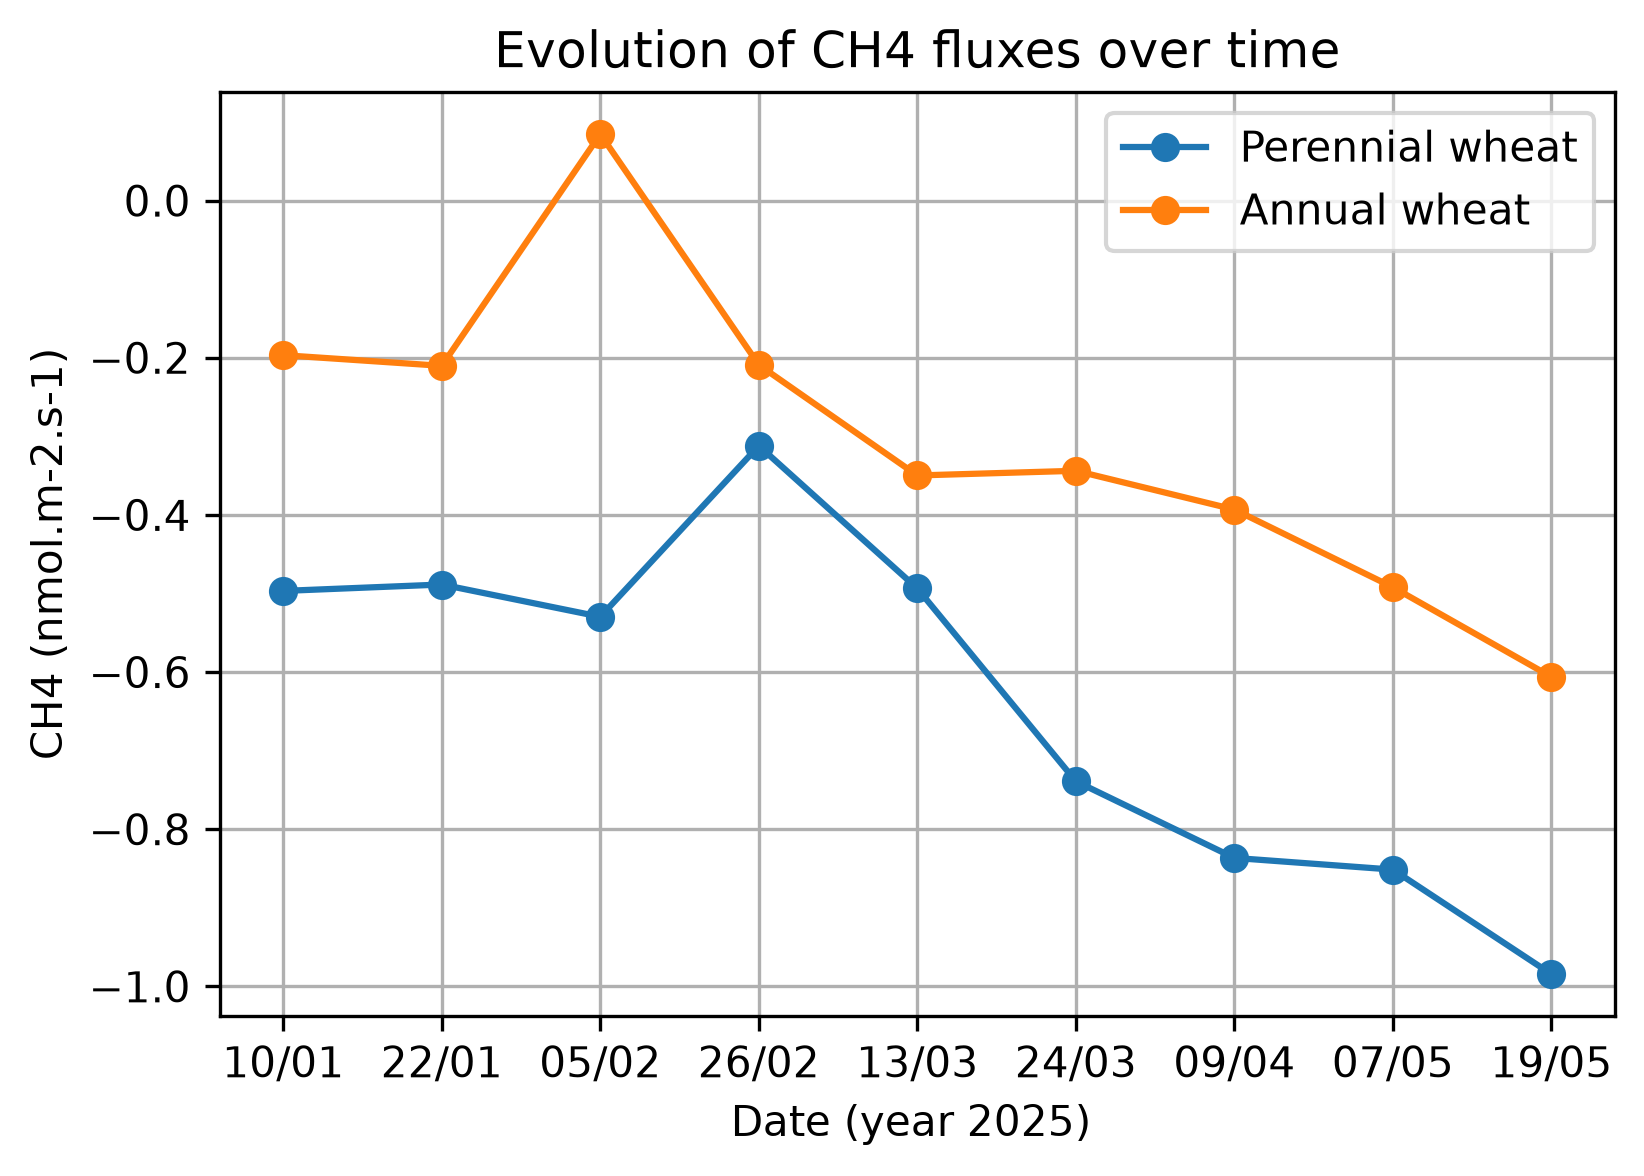 Evolution of CH4 fluxes over time
Perennial wheat
Annual wheat
CH4 (nmol.m-2.s-1)
0.0
−0.2
−0.4
−0.6
−0.8
−1.0
10/01 22/01 05/02 26/02 13/03 24/03 09/04 07/05 19/05
Date (year 2025)